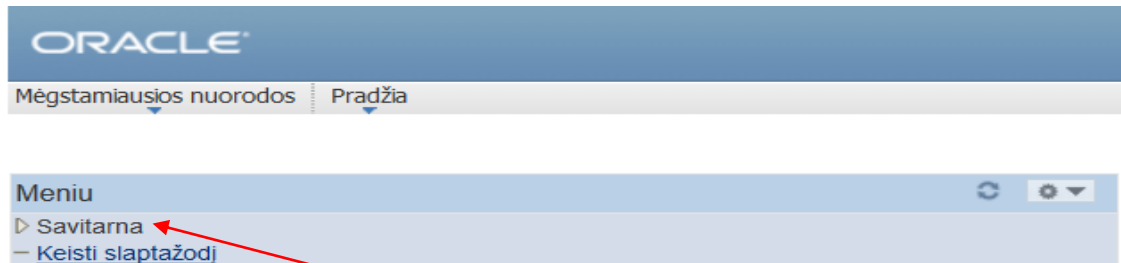 ORACLE
Mėgstamiausios nuorodos Pradžia
Meniu
Savitarna
Keisti slaptažodį